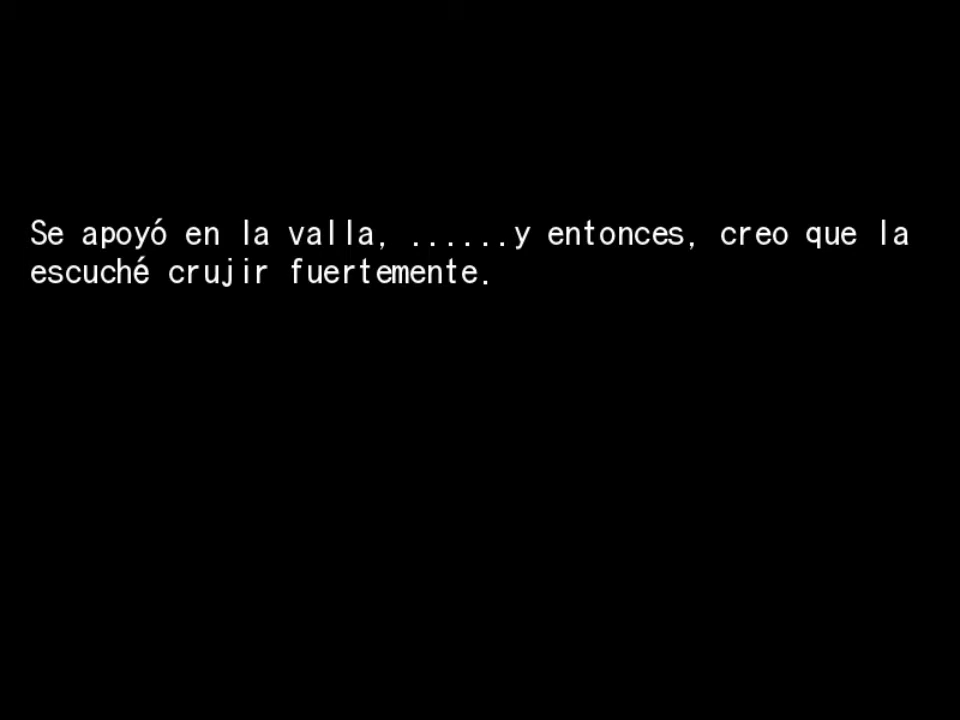 Se apoyó en la valla, ......y entonces, creo que la
escuché crujir fuertemente.